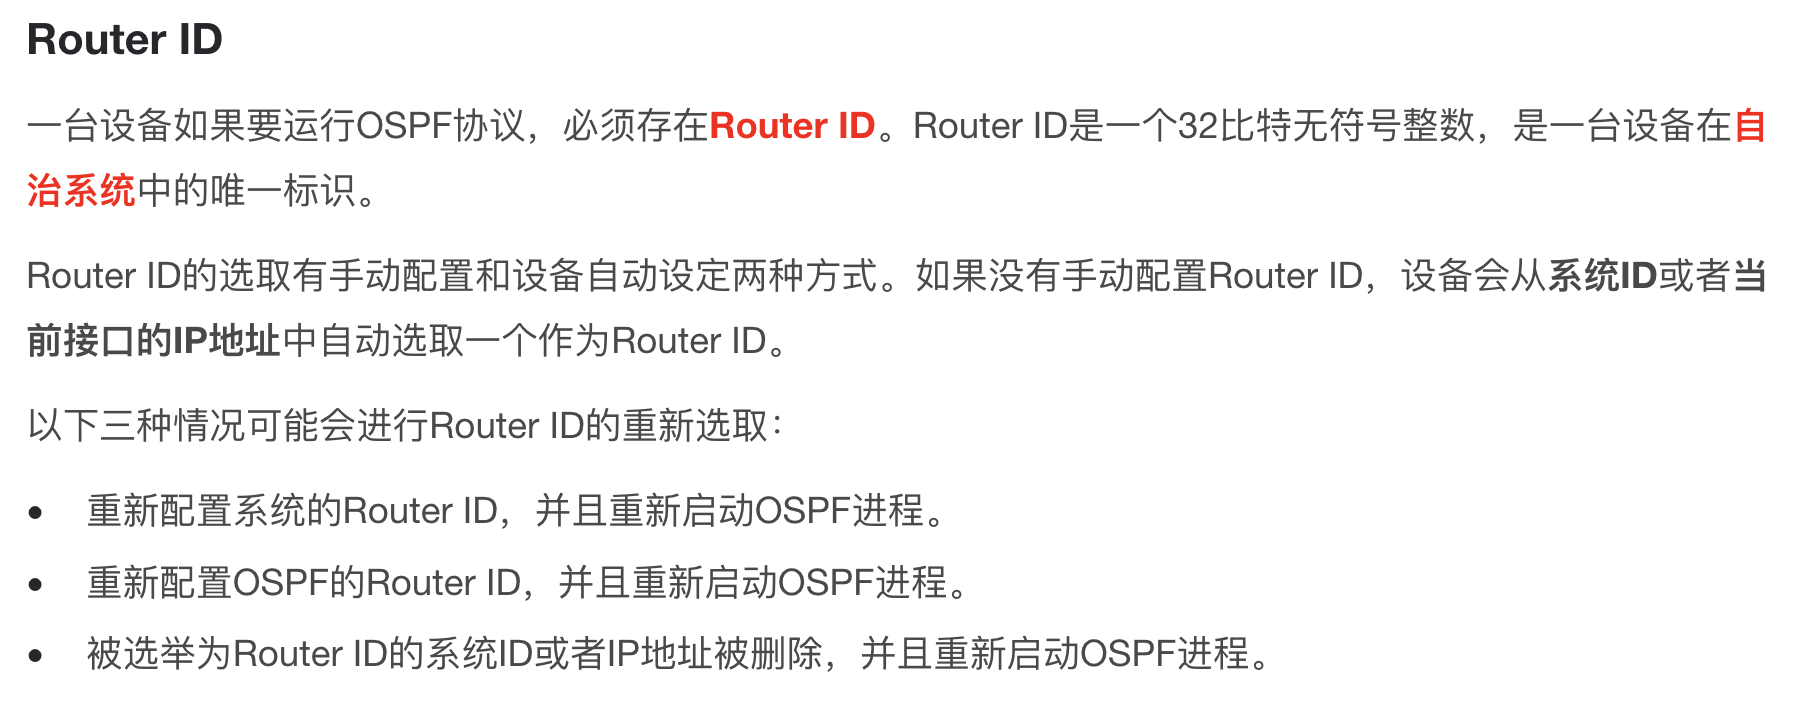 Router ID
一台设备如果要运行OSPF协议，必须存在Router ID。Router ID是一个32比特无符号整数，是一台设备在自
治系统中的唯一标识。
Router ID的选取有手动配置和设备自动设定两种方式。如果没有手动配置Router ID，设备会从系统ID或者当
前接口的IP地址中自动选取一个作为Router ID。
以下三种情况可能会进行Router ID的重新选取：
• 重新配置系统的Router ID，并且重新启动OSPF进程。
• 重新配置OSPF的Router ID，并且重新启动OSPF进程。
• 被选举为Router ID的系统ID或者IP地址被删除，并且重新启动OSPF进程。